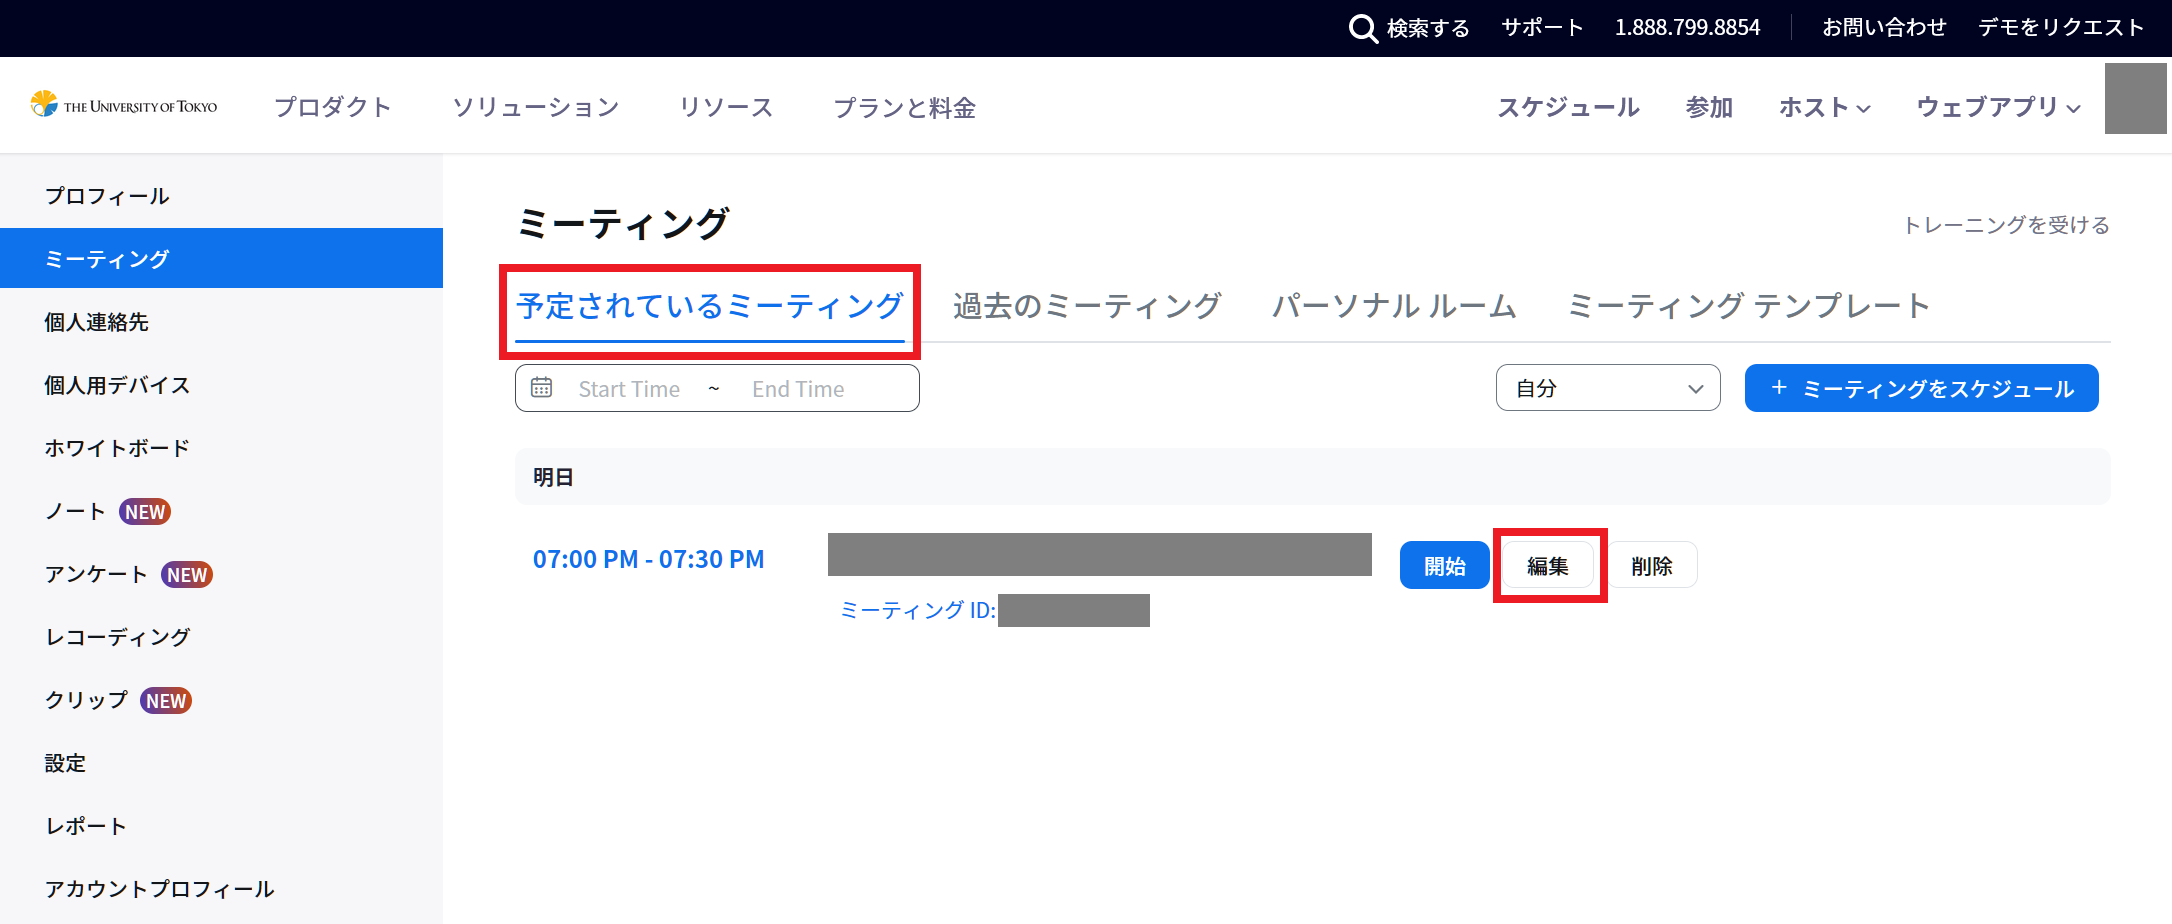 検索する サポート 1.888.799.8854 お問い合わせ デモをリクエスト
THE UNIVERSITY OF TOKYO プロダクト ソリューション リソース プランと料金 スケジュール 参加 ホスト ウェブアプリ
プロフィール
ミーティング
個人連絡先
個人用デバイス
ホワイトボード
ノート NEW
アンケート NEW
レコーディング
クリップ NEW
設定
レポート
アカウントプロフィール
ミーティング
トレーニングを受ける
予定されているミーティング 過去のミーティング パーソナル ルーム ミーティング テンプレート
Start Time ~ End Time 自分 + ミーティングをスケジュール
明日
07:00 PM - 07:30 PM 開始 編集 削除
ミーティング ID: